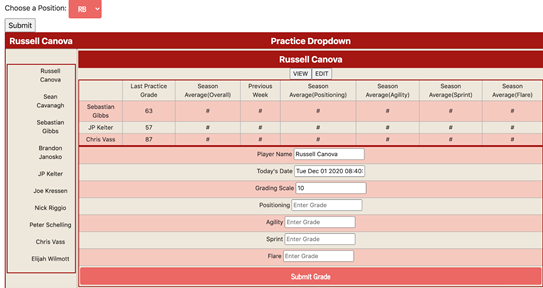 Choose a Position: RB
Submit
Russell Canova Practice Dropdown
Russell Canova
Sean Cavanagh
Sebastian Gibbs
Brandon Janosko
JP Kelter
Joe Kressen
Nick Riggio
Peter Schelling
Chris Vass
Elijah Wilmott
Russell Canova
VIEW EDIT
Last Practice Grade Season Average(Overall) Previous Week Season Average(Positioning) Season Average(Agility) Season Average(Sprint) Season Average(Flare)
Sebastian Gibbs 63 # # # # # #
JP Kelter 57 # # # # # #
Chris Vass 87 # # # # # #
Player Name Russell Canova
Today's Date Tue Dec 01 2020 08:40:
Grading Scale 10
Positioning Enter Grade
Agility Enter Grade
Sprint Enter Grade
Flare Enter Grade
Submit Grade